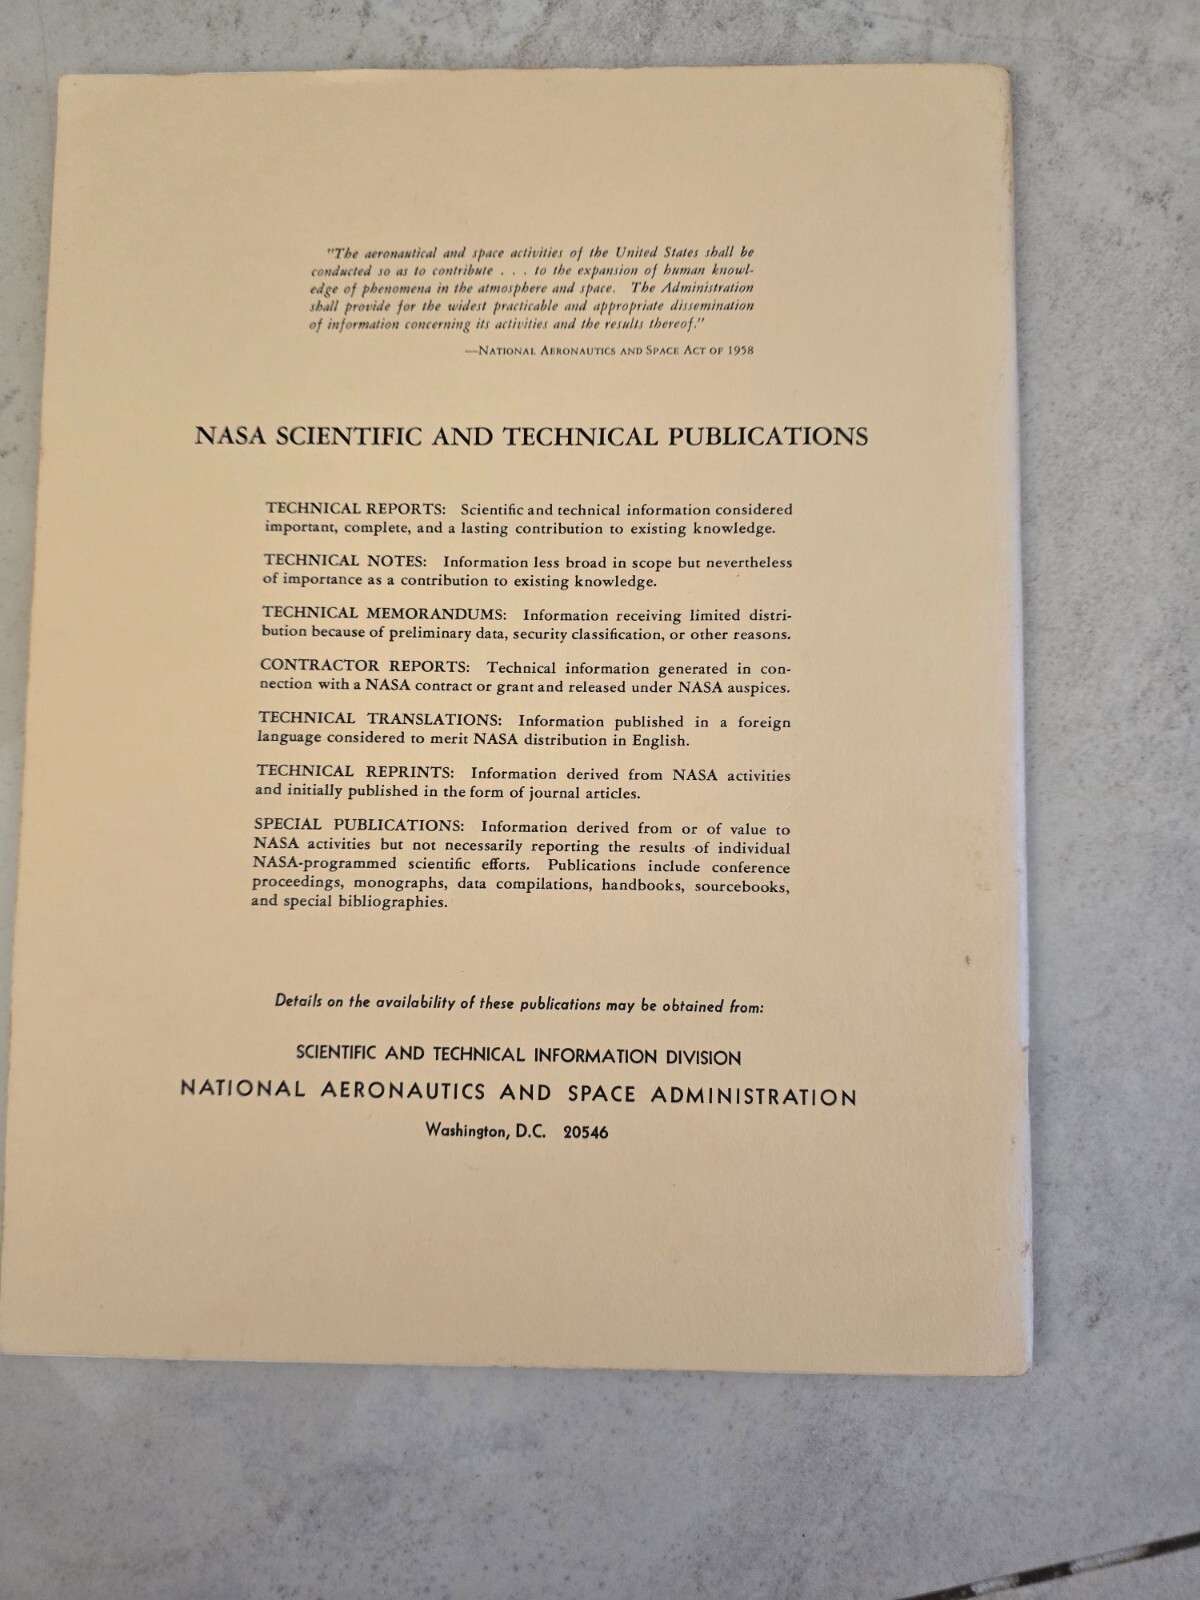 "The aeronautical and space activities of the United States shall be
conducted so as to contribute . . . to the expansion of human knowl-
edge of phenomena in the atmosphere and space. The Administration
shall provide for the widest practicable and appropriate dissemination
of information concerning its activities and the results thereof."
—NATIONAL AERONAUTICS AND SPACE ACT OF 1958
NASA SCIENTIFIC AND TECHNICAL PUBLICATIONS
TECHNICAL REPORTS: Scientific and technical information considered
important, complete, and a lasting contribution to existing knowledge.
TECHNICAL NOTES: Information less broad in scope but nevertheless
of importance as a contribution to existing knowledge.
TECHNICAL MEMORANDUMS: Information receiving limited distri-
bution because of preliminary data, security classification, or other reasons.
CONTRACTOR REPORTS: Technical information generated in con-
nection with a NASA contract or grant and released under NASA auspices.
TECHNICAL TRANSLATIONS: Information published in a foreign
language considered to merit NASA distribution in English.
TECHNICAL REPRINTS: Information derived from NASA activities
and initially published in the form of journal articles.
SPECIAL PUBLICATIONS: Information derived from or of value to
NASA activities but not necessarily reporting the results of individual
NASA-programmed scientific efforts. Publications include conference
proceedings, monographs, data compilations, handbooks, sourcebooks,
and special bibliographies.
Details on the availability of these publications may be obtained from:
SCIENTIFIC AND TECHNICAL INFORMATION DIVISION
NATIONAL AERONAUTICS AND SPACE ADMINISTRATION
Washington, D.C. 20546